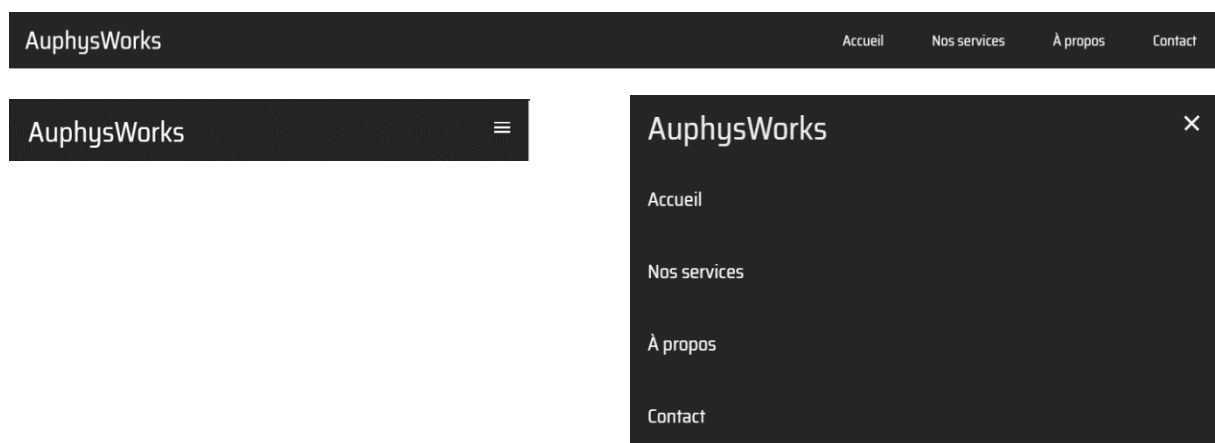 AuphysWorks Accueil Nos services À propos Contact
AuphysWorks
AuphysWorks
Accueil
Nos services
À propos
Contact